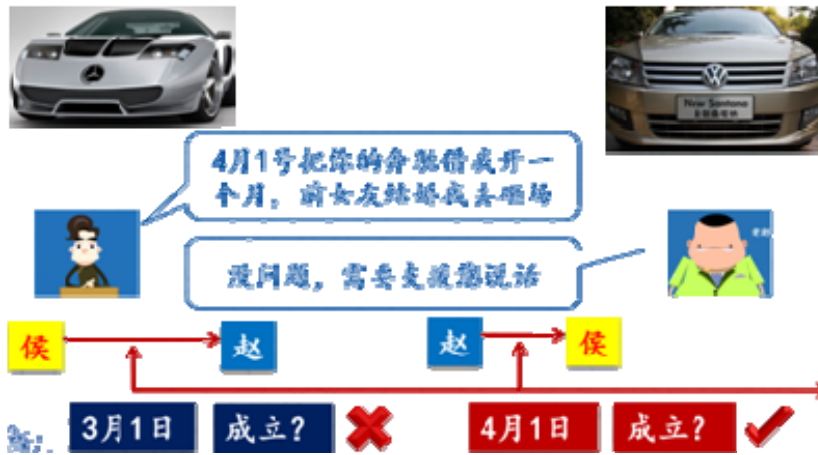 New Santana
4月1号把你的奔驰借我开一
个月，前女友结婚我去砸场
没问题，需要支援您说话
侯
赵
赵
侯
3月1日
成立？
4月1日
成立？